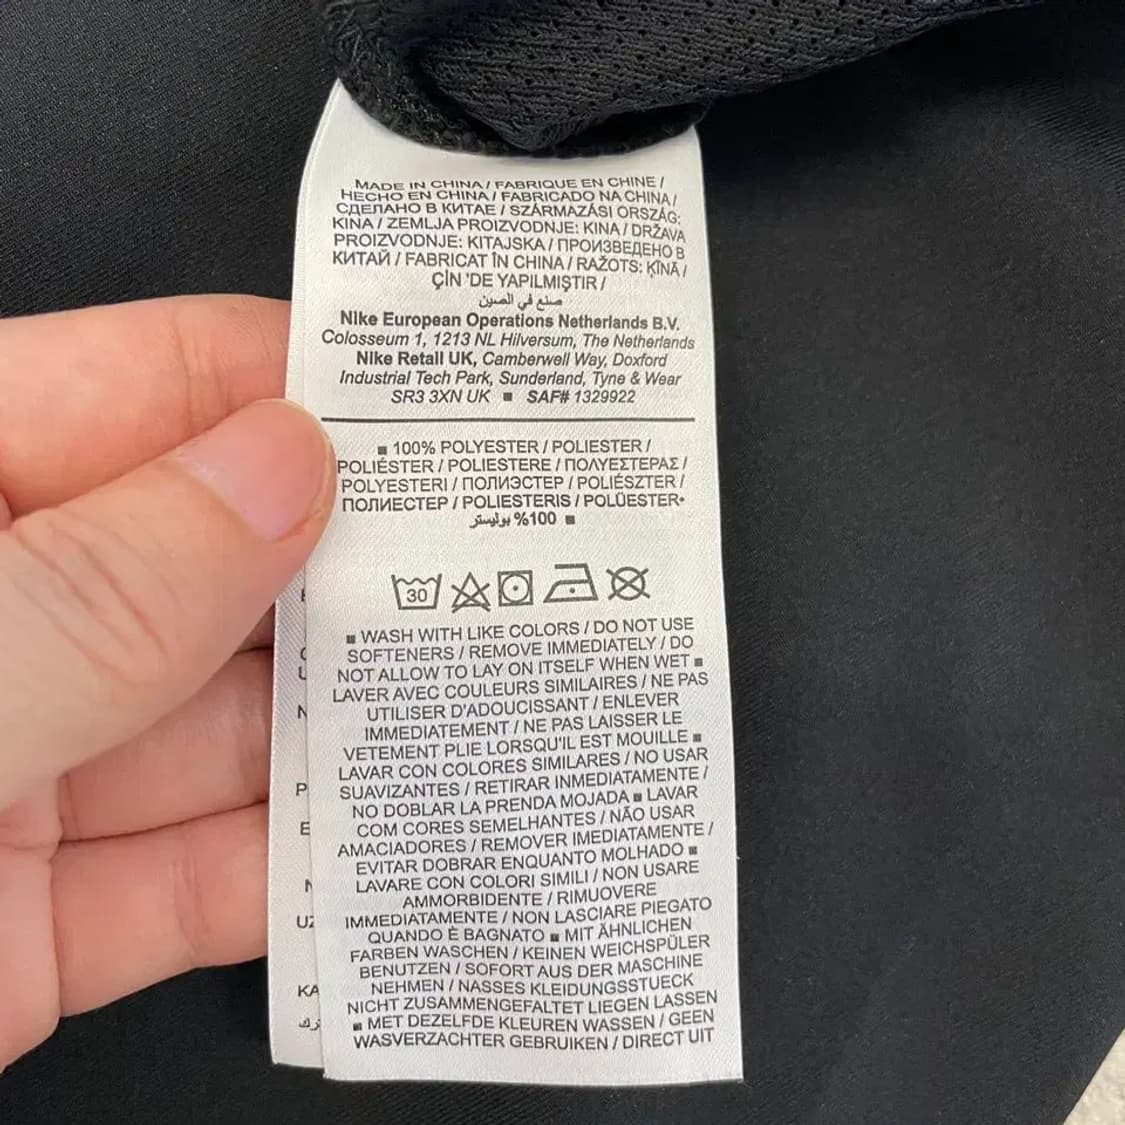 MADE IN CHINA / FABRIQUE EN CHINE /
HECHO EN CHINA / FABRICADO NA CHINA /
СДЕЛАНО В КИТАЕ / SZÁRMAZÁSI ORSZÁG:
KINA / ZEMLJA PROIZVODNJE: KINA / DRŽAVA
PROIZVODNJE: KITAJSKA / ПРОИЗВЕДЕНО В
КИТАЙ / FABRICAT ÎN CHINA / RAŽOTS: ĶĪNĀ /
ÇİN 'DE YAPILMIŞTIR /
صنع في الصين
Nike European Operations Netherlands B.V.
Colosseum 1, 1213 NL Hilversum, The Netherlands
Nike Retail UK, Camberwell Way, Doxford
Industrial Tech Park, Sunderland, Tyne & Wear
SR3 3XN UK ■ SAF# 1329922
■ 100% POLYESTER / POLIESTER /
POLIÉSTER / POLIESTERE / ΠΟΛΥΕΣΤΕΡΑΣ /
POLYESTERI / ПОЛИЭСТЕР / POLIÉSZTER /
ПОЛИЕСТЕР / POLIESTERIS / POLÜESTER•
100% بوليستر ■
30
■ WASH WITH LIKE COLORS / DO NOT USE
SOFTENERS / REMOVE IMMEDIATELY / DO
NOT ALLOW TO LAY ON ITSELF WHEN WET ■
LAVER AVEC COULEURS SIMILAIRES / NE PAS
UTILISER D'ADOUCISSANT / ENLEVER
IMMEDIATEMENT / NE PAS LAISSER LE
VETEMENT PLIE LORSQU'IL EST MOUILLE ■
LAVAR CON COLORES SIMILARES / NO USAR
SUAVIZANTES / RETIRAR INMEDIATAMENTE /
NO DOBLAR LA PRENDA MOJADA ■ LAVAR
COM CORES SEMELHANTES / NÃO USAR
AMACIADORES / REMOVER IMEDIATAMENTE /
EVITAR DOBRAR ENQUANTO MOLHADO ■
LAVARE CON COLORI SIMILI / NON USARE
AMMORBIDENTE / RIMUOVERE
IMMEDIATAMENTE / NON LASCIARE PIEGATO
QUANDO È BAGNATO ■ MIT ÄHNLICHEN
FARBEN WASCHEN / KEINEN WEICHSPÜLER
BENUTZEN / SOFORT AUS DER MASCHINE
NEHMEN / NASSES KLEIDUNGSSTUECK
NICHT ZUSAMMENGEFALTET LIEGEN LASSEN
■ MET DEZELFDE KLEUREN WASSEN / GEEN
WASVERZACHTER GEBRUIKEN / DIRECT UIT